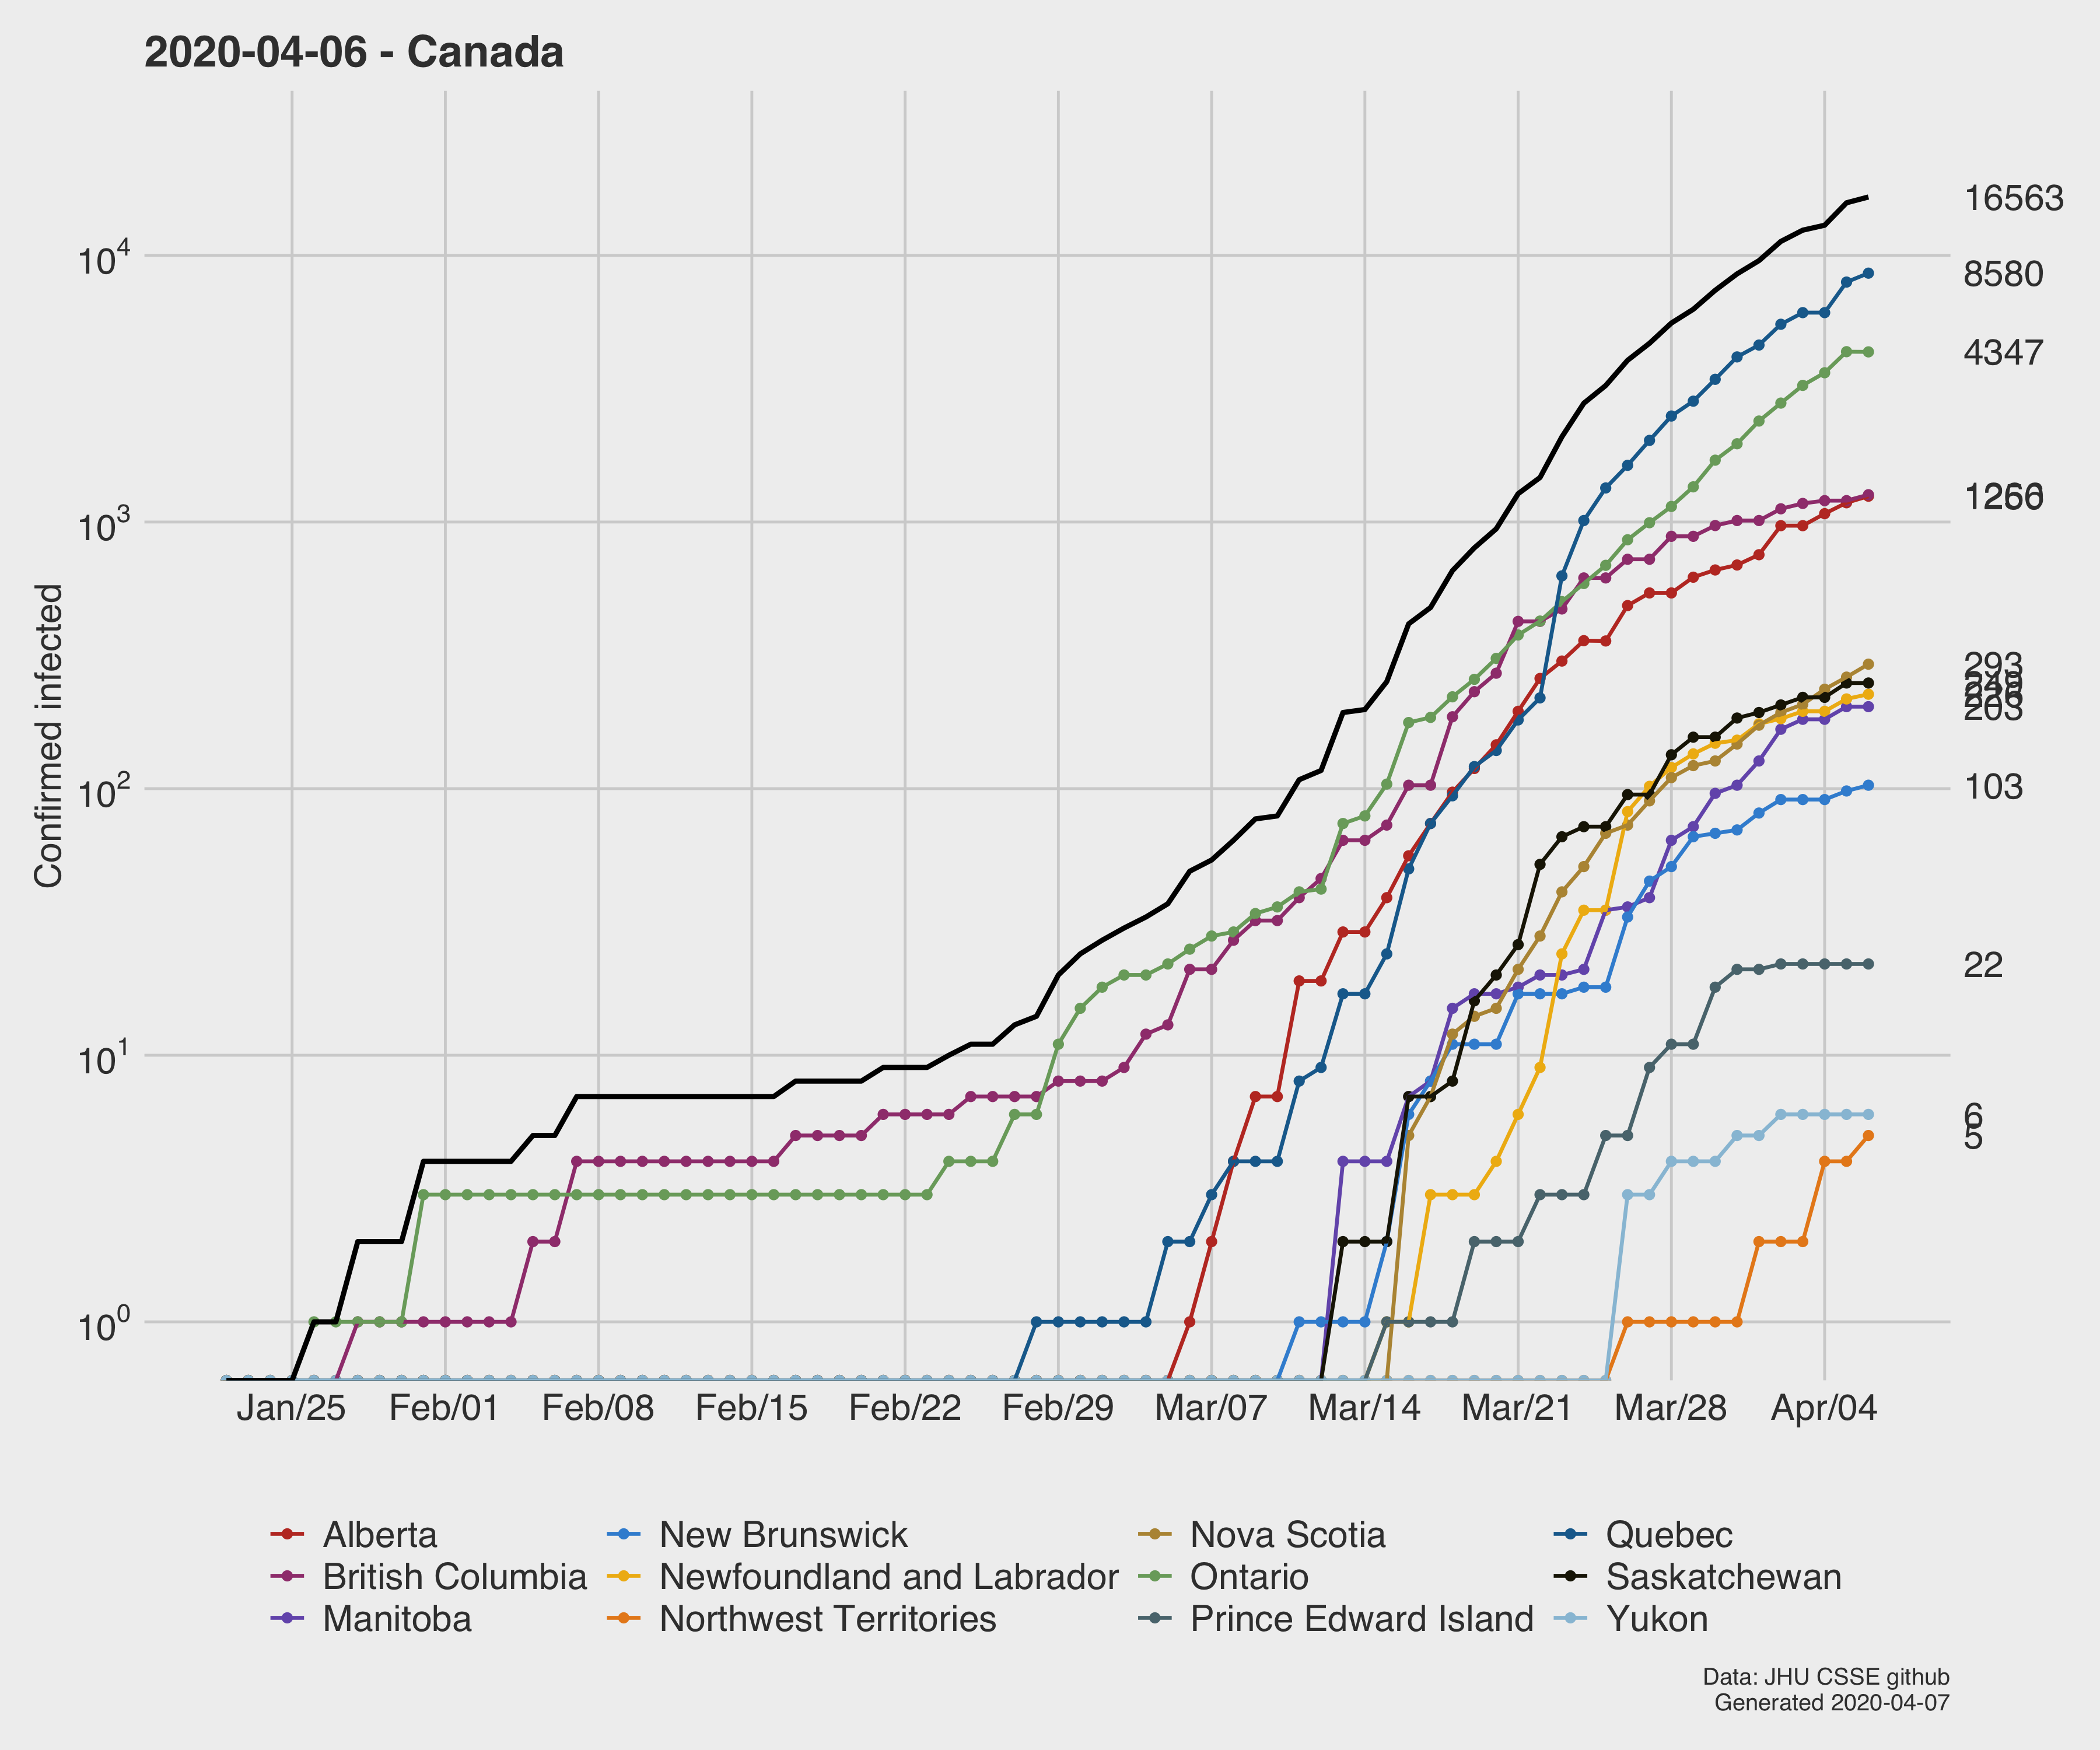 2020-04-06 - Canada
Confirmed infected
10^4
10^3
10^2
10^1
10^0
16563
8580
4347
293
203
103
22
6
5
Jan/25 Feb/01 Feb/08 Feb/15 Feb/22 Feb/29 Mar/07 Mar/14 Mar/21 Mar/28 Apr/04
Alberta New Brunswick Nova Scotia Quebec
British Columbia Newfoundland and Labrador Ontario Saskatchewan
Manitoba Northwest Territories Prince Edward Island Yukon
Data: JHU CSSE github
Generated 2020-04-07